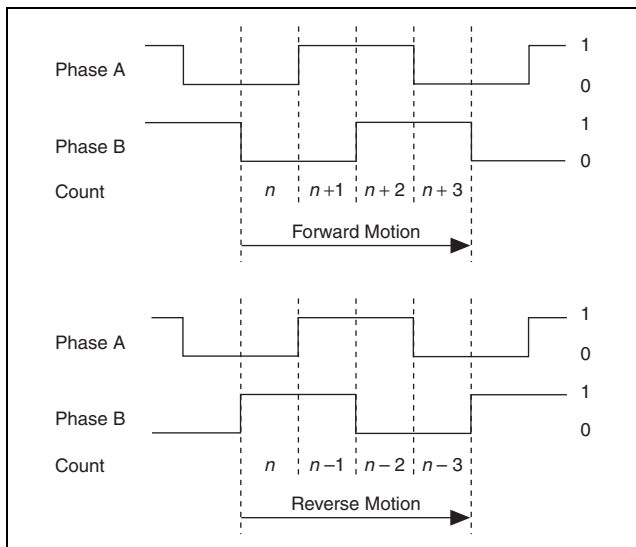 1
Phase A
0
1
Phase B
0
Count n n+1 n+2 n+3
Forward Motion
1
Phase A
0
1
Phase B
0
Count n n–1 n–2 n–3
Reverse Motion